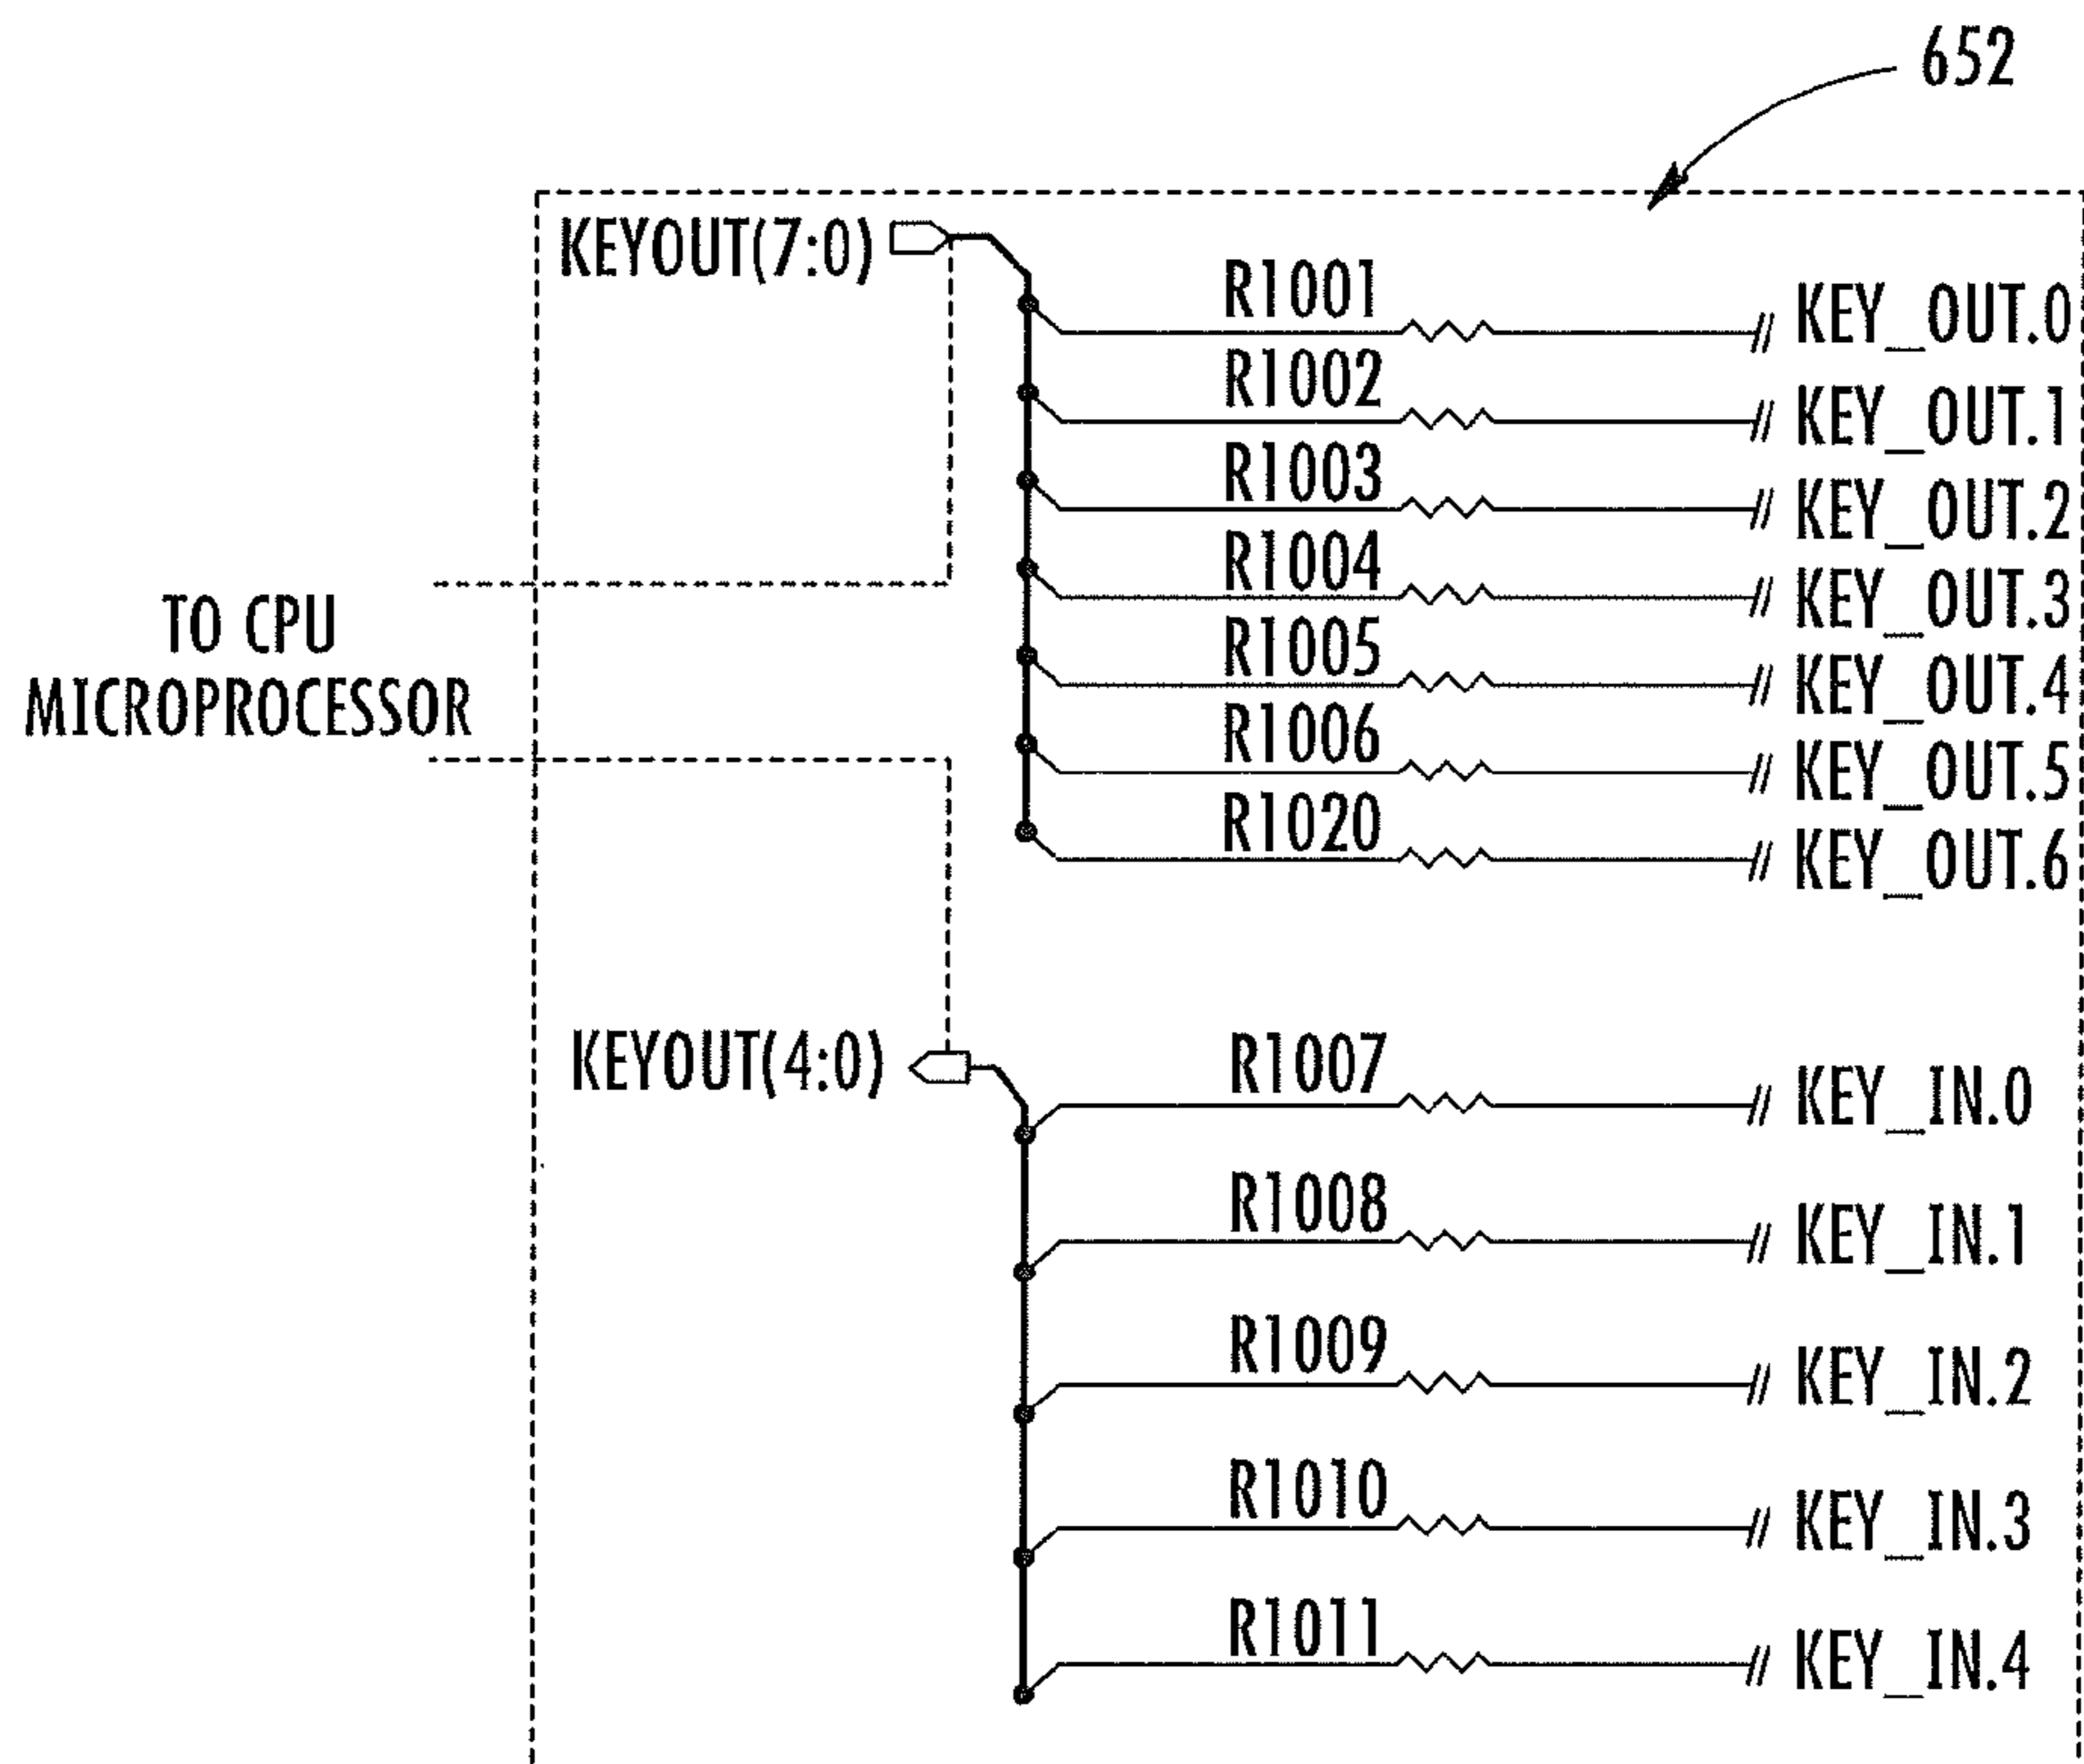 652
KEYOUT(7:0)
R1001
KEY_OUT.0
R1002
KEY_OUT.1
R1003
KEY_OUT.2
R1004
KEY_OUT.3
TO CPU
MICROPROCESSOR
R1005
KEY_OUT.4
R1006
KEY_OUT.5
R1020
KEY_OUT.6
KEYOUT(4:0)
R1007
KEY_IN.0
R1008
KEY_IN.1
R1009
KEY_IN.2
R1010
KEY_IN.3
R1011
KEY_IN.4